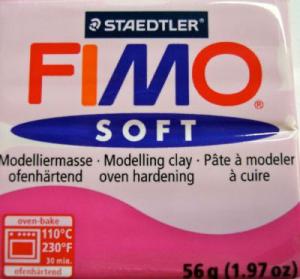 STAEDTLER
FIMO®
SOFT
Modelliermasse · Modelling clay · Pâte à modeler
ofenhärtend oven hardening à cuire
oven-bake
110°C
230°F
30 min.
ofenhärtend
56 g (1.97 oz)